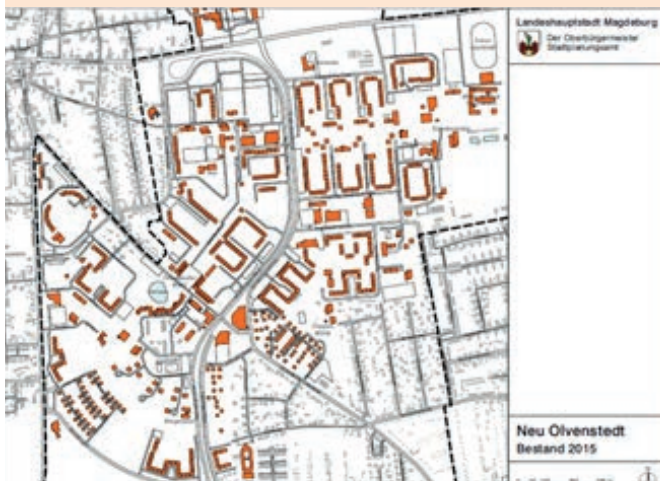 Landeshauptstadt Magdeburg
Der Oberbürgermeister
Stadtplanungsamt
Neu Olvenstedt
Bestand 2015